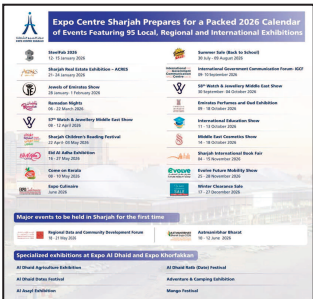 Expo Centre Sharjah Prepares for a Packed 2026 Calendar
of Events Featuring 95 Local, Regional and International Exhibitions
SteelFab 2026
12- 15 January 2026
Sharjah Real Estate Exhibition – ACRES
21- 24 January 2026
Jewels of Emirates Show
28 January- 1 February 2026
Ramadan Nights
22 March 2026
57th Watch & Jewellery Middle East Show
12 April 2026
Sharjah Children's Reading Festival
22 April- 03 May 2026
Eid Al Adha Exhibition
18 - 27 May 2026
Come on Kerala
10 May 2026
Expo Culinaire
June 2026
Summer Sale (Back to School)
30 July - 09 August 2026
International Government Communication Forum- IGCF
09-10 September 2026
58th Watch & Jewellery Middle East Show
30 September- 04 October 2026
Emirates Perfumes and Oud Exhibition
18 October 2026
International Education Show
11 - 13 October 2026
Middle East Cosmetics Show
14 - 18 October 2026
Sharjah International Book Fair
04 - 15 November 2026
Evolve
Evolve Future Mobility Show
25 - 28 November 2026
Winter Clearance Sale
17 - 27 December 2026
Major events to be held in Sharjah for the first time
Regional Data and Community Development Forum
21 May 2026
Aatmanirbhar Bharat
10 - 12 June 2026
Specialized exhibitions at Expo Al Dhaid and Expo Khorfakkan
Al Dhaid Agriculture Exhibition
Al Dhaid Dates Festival
Al Asayl Exhibition
Al Dhaid Ratb (Date) Festival
Adventure & Camping Exhibition
Mango Festival